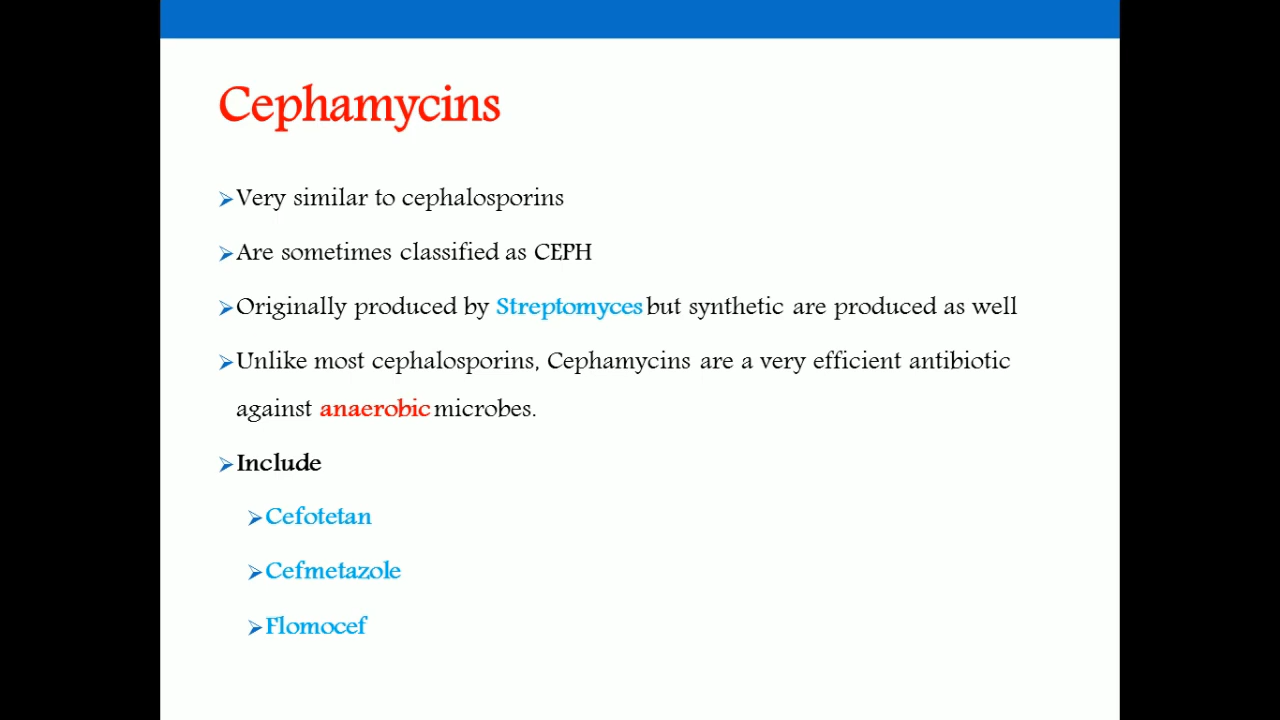 Cephamycins
Very similar to cephalosporins
Are sometimes classified as CEPH
Originally produced by Streptomyces but synthetic are produced as well
Unlike most cephalosporins, Cephamycins are a very efficient antibiotic
against anaerobic microbes.
Include
Cefotetan
Cefmetazole
Flomocef